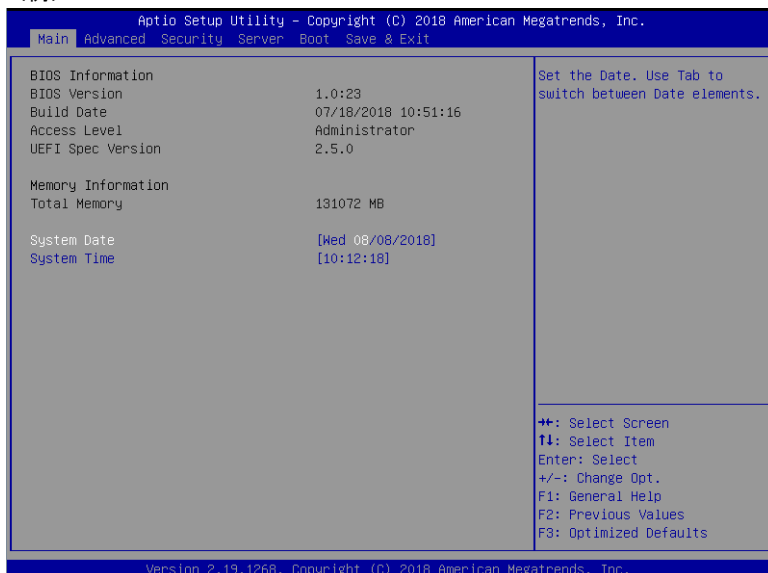 Aptio Setup Utility – Copyright (C) 2018 American Megatrends, Inc.
Main Advanced Security Server Boot Save & Exit
BIOS Information
BIOS Version 1.0:23
Build Date 07/18/2018 10:51:16
Access Level Administrator
UEFI Spec Version 2.5.0
Memory Information
Total Memory 131072 MB
System Date [Wed 08/08/2018]
System Time [10:12:18]
Set the Date. Use Tab to
switch between Date elements.
→←: Select Screen
↑↓: Select Item
Enter: Select
+/-: Change Opt.
F1: General Help
F2: Previous Values
F3: Optimized Defaults
Version 2.19.1268. Copyright (C) 2018 American Megatrends, Inc.